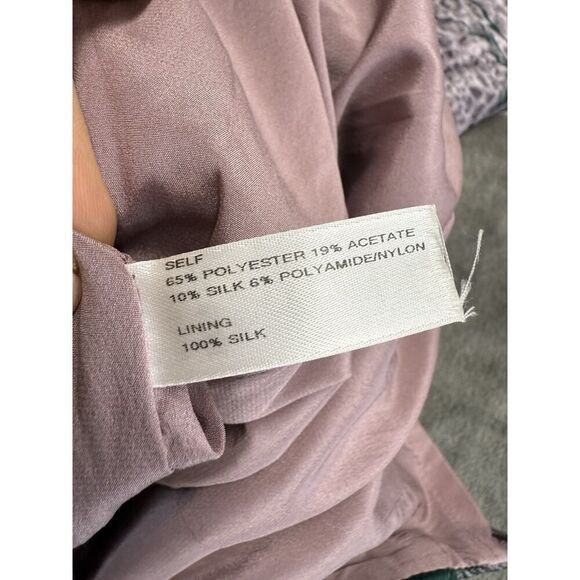 SELF
65% POLYESTER 19% ACETATE
10% SILK 6% POLYAMIDE/NYLON
LINING
100% SILK